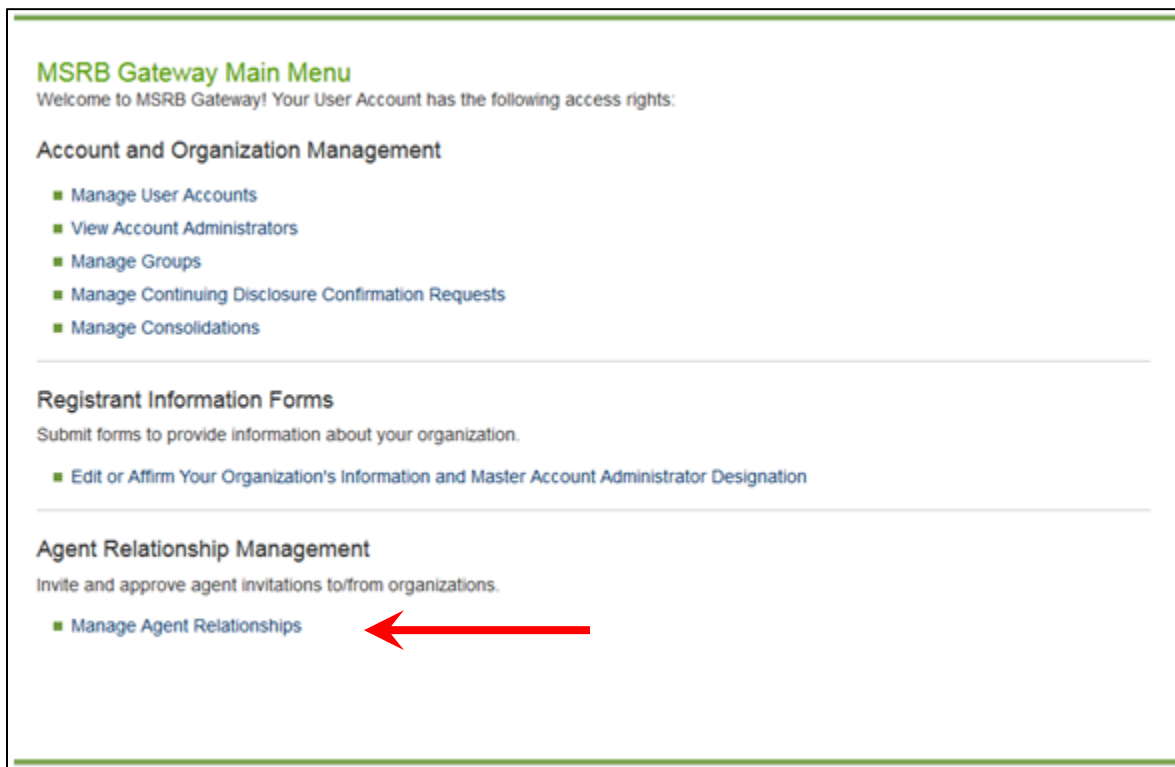 MSRB Gateway Main Menu
Welcome to MSRB Gateway! Your User Account has the following access rights:
Account and Organization Management
Manage User Accounts
View Account Administrators
Manage Groups
Manage Continuing Disclosure Confirmation Requests
Manage Consolidations
Registrant Information Forms
Submit forms to provide information about your organization.
Edit or Affirm Your Organization's Information and Master Account Administrator Designation
Agent Relationship Management
Invite and approve agent invitations to/from organizations.
Manage Agent Relationships